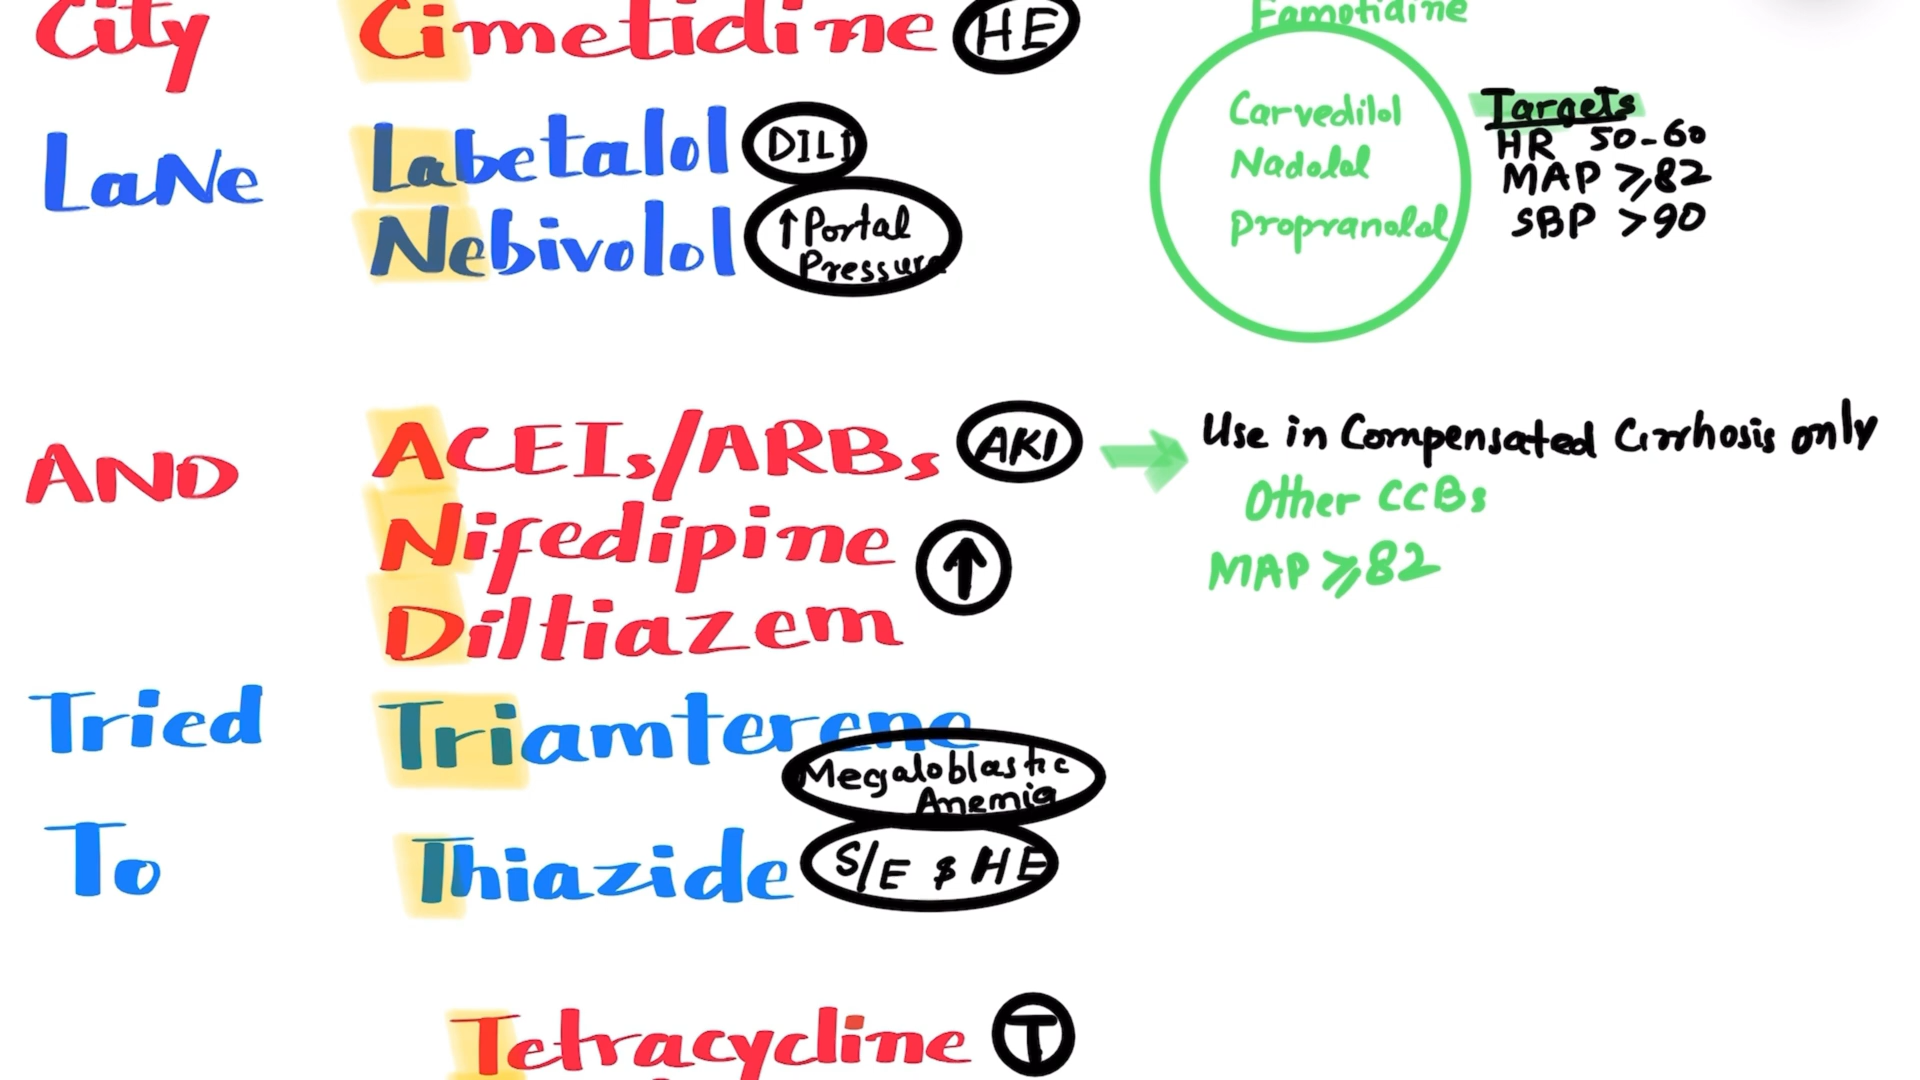 City Cimetidine HE Famotidine
LaNe Labetalol DILI
Nebivolol ↑Portal Pressure
Carvedilol
Nadolol
Propranolol
Targets
HR 50-60
MAP ≥82
SBP >90
AND ACEIs/ARBs AKI Use in Compensated Cirrhosis only
Nifedipine ↑ Other CCBs
MAP ≥82
Diltiazem
Tried Triamterene
Megaloblastic
Anemia
To Thiazide S/E & HE
Tetracycline T